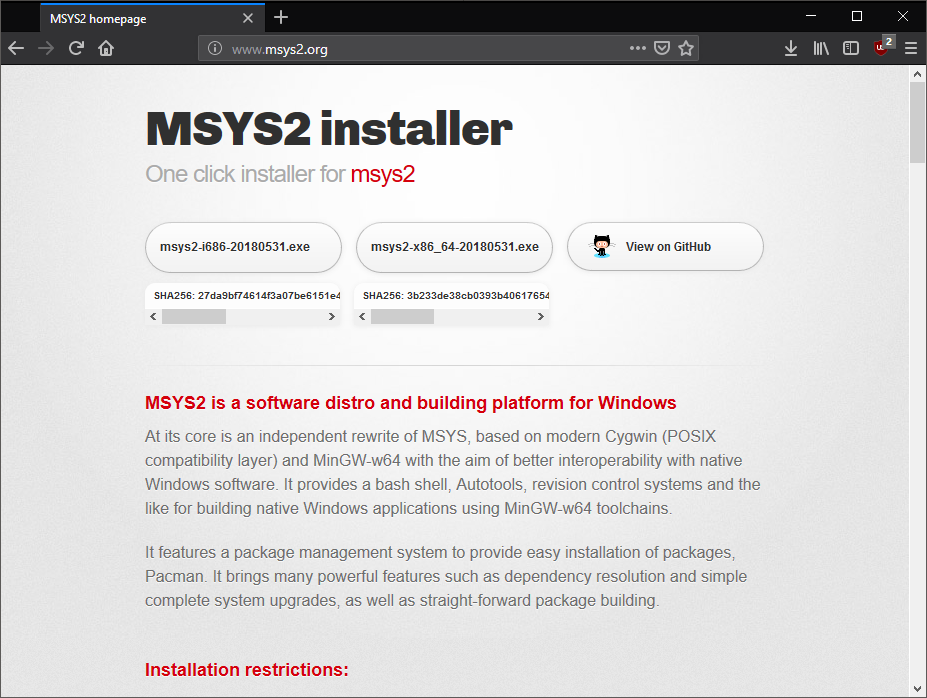 MSYS2 homepage
www.msys2.org
2
MSYS2 installer
One click installer for msys2
msys2-i686-20180531.exe
msys2-x86_64-20180531.exe
View on GitHub
SHA256: 27da9bf74614f3a07be6151e4
SHA256: 3b233de38cb0393b40617654
MSYS2 is a software distro and building platform for Windows
At its core is an independent rewrite of MSYS, based on modern Cygwin (POSIX
compatibility layer) and MinGW-w64 with the aim of better interoperability with native
Windows software. It provides a bash shell, Autotools, revision control systems and the
like for building native Windows applications using MinGW-w64 toolchains.
It features a package management system to provide easy installation of packages,
Pacman. It brings many powerful features such as dependency resolution and simple
complete system upgrades, as well as straight-forward package building.
Installation restrictions: